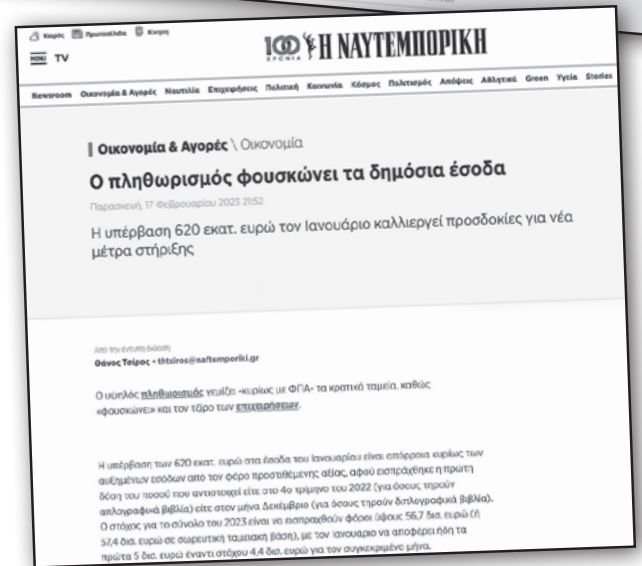 Καιρός Πρωτοσέλιδα Κίνηση
MENU TV
100 ΧΡΟΝΙΑ Η ΝΑΥΤΕΜΠΟΡΙΚΗ
Newsroom Οικονομία & Αγορές Ναυτιλία Επιχειρήσεις Πολιτική Κοινωνία Κόσμος Πολιτισμός Απόψεις Αθλητικά Green Υγεία Stories
Οικονομία & Αγορές \ Οικονομία
Ο πληθωρισμός φουσκώνει τα δημόσια έσοδα
Παρασκευή, 17 Φεβρουαρίου 2023 21:52
Η υπέρβαση 620 εκατ. ευρώ τον Ιανουάριο καλλιεργεί προσδοκίες για νέα
μέτρα στήριξης
Από την έντυπη έκδοση
Θάνος Τσίρος • thtsiros@naftemporiki.gr
Ο υψηλός πληθωρισμός γεμίζει -κυρίως με ΦΠΑ- τα κρατικά ταμεία, καθώς
«φουσκώνει» και τον τζίρο των επιχειρήσεων.
Η υπέρβαση των 620 εκατ. ευρώ στα έσοδα του Ιανουαρίου είναι απόρροια κυρίως των
αυξημένων εσόδων από τον φόρο προστιθέμενης αξίας, αφού εισπράχθηκε η πρώτη
δόση του ποσού που αντιστοιχεί είτε στο 4ο τρίμηνο του 2022 (για όσους τηρούν
απλογραφικά βιβλία) είτε στον μήνα Δεκέμβριο (για όσους τηρούν διπλογραφικά βιβλία).
Ο στόχος για το σύνολο του 2023 είναι να εισπραχθούν φόροι ύψους 56,7 δισ. ευρώ (ή
57,4 δισ. ευρώ σε σωρευτική ταμειακή βάση), με τον Ιανουάριο να αποφέρει ήδη τα
πρώτα 5 δισ. ευρώ έναντι στόχου 4,4 δισ. ευρώ για τον συγκεκριμένο μήνα.